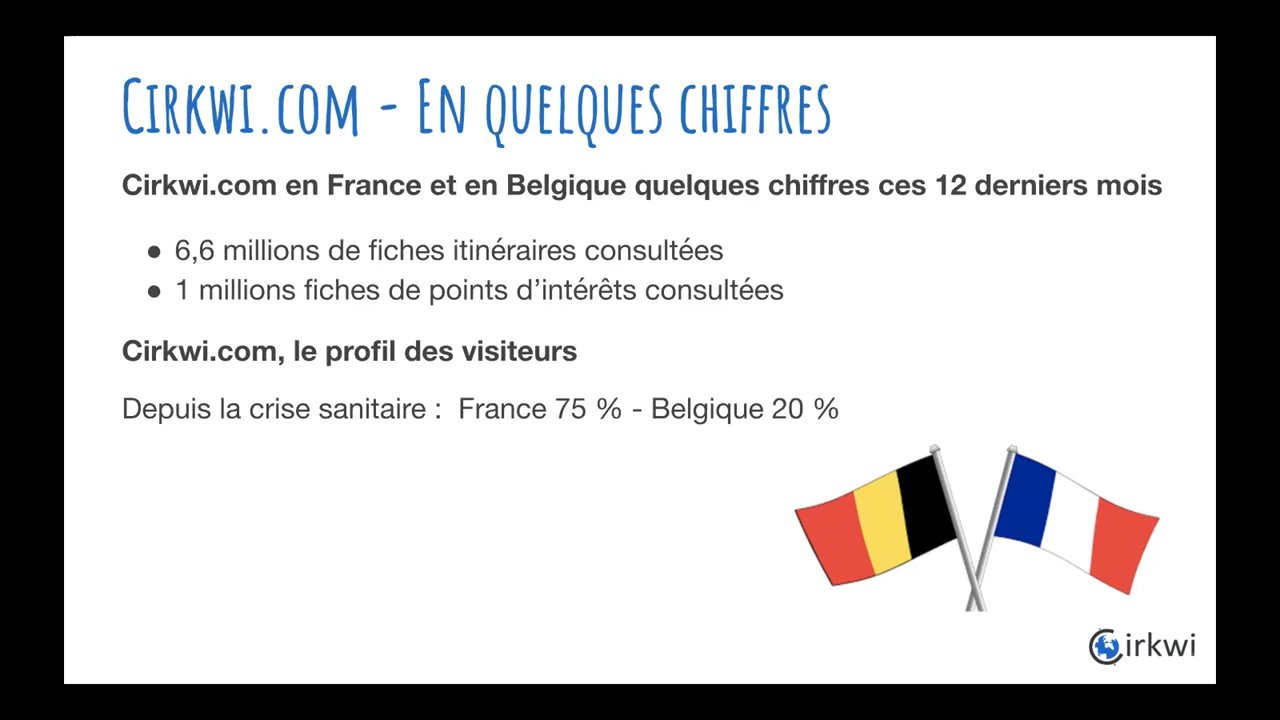 Cirkwi.com - En quelques chiffres
Cirkwi.com en France et en Belgique quelques chiffres ces 12 derniers mois
● 6,6 millions de fiches itinéraires consultées
● 1 millions fiches de points d’intérêts consultées
Cirkwi.com, le profil des visiteurs
Depuis la crise sanitaire : France 75 % - Belgique 20 %
Cirkwi